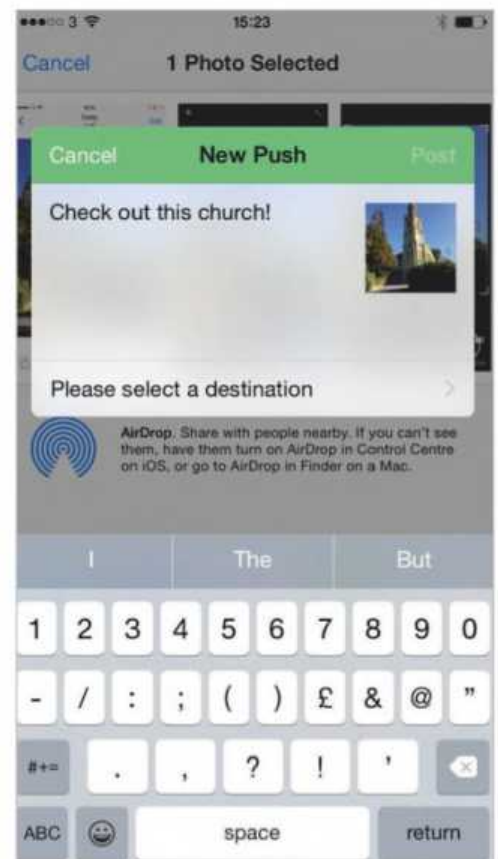 3 15:23
Cancel 1 Photo Selected
Cancel New Push Post
Check out this church!
Please select a destination
AirDrop. Share with people nearby. If you can't see
them, have them turn on AirDrop in Control Centre
on iOS, or go to AirDrop in Finder on a Mac.
I The But
1 2 3 4 5 6 7 8 9 0
- / : ; ( ) £ & @ "
#+= . , ? ! '
ABC space return